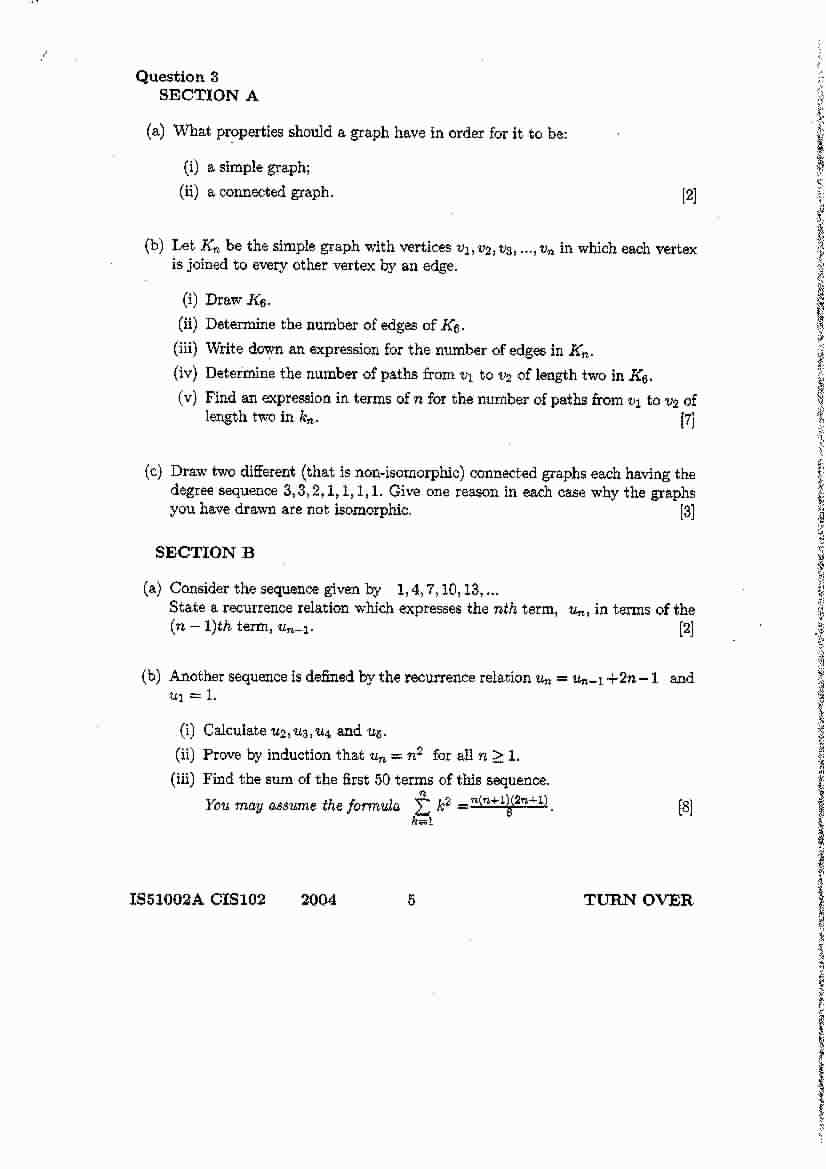 Question 3
SECTION A
(a) What properties should a graph have in order for it to be:
(i) a simple graph;
(ii) a connected graph. [2]
(b) Let Kₙ be the simple graph with vertices v₁, v₂, v₃, ..., vₙ in which each vertex
is joined to every other vertex by an edge.
(i) Draw K₆.
(ii) Determine the number of edges of K₆.
(iii) Write down an expression for the number of edges in Kₙ.
(iv) Determine the number of paths from v₁ to v₂ of length two in K₆.
(v) Find an expression in terms of n for the number of paths from v₁ to v₂ of
length two in kₙ. [7]
(c) Draw two different (that is non-isomorphic) connected graphs each having the
degree sequence 3, 3, 2, 1, 1, 1, 1. Give one reason in each case why the graphs
you have drawn are not isomorphic. [3]
SECTION B
(a) Consider the sequence given by 1, 4, 7, 10, 13, ...
State a recurrence relation which expresses the nth term, uₙ, in terms of the
(n − 1)th term, uₙ₋₁. [2]
(b) Another sequence is defined by the recurrence relation uₙ = uₙ₋₁ + 2n − 1 and
u₁ = 1.
(i) Calculate u₂, u₃, u₄ and u₅.
(ii) Prove by induction that uₙ = n² for all n ≥ 1.
(iii) Find the sum of the first 50 terms of this sequence.
You may assume the formula n∑k=1 k² = n(n+1)(2n+1)/6. [8]
IS51002A CIS102 2004 5 TURN OVER